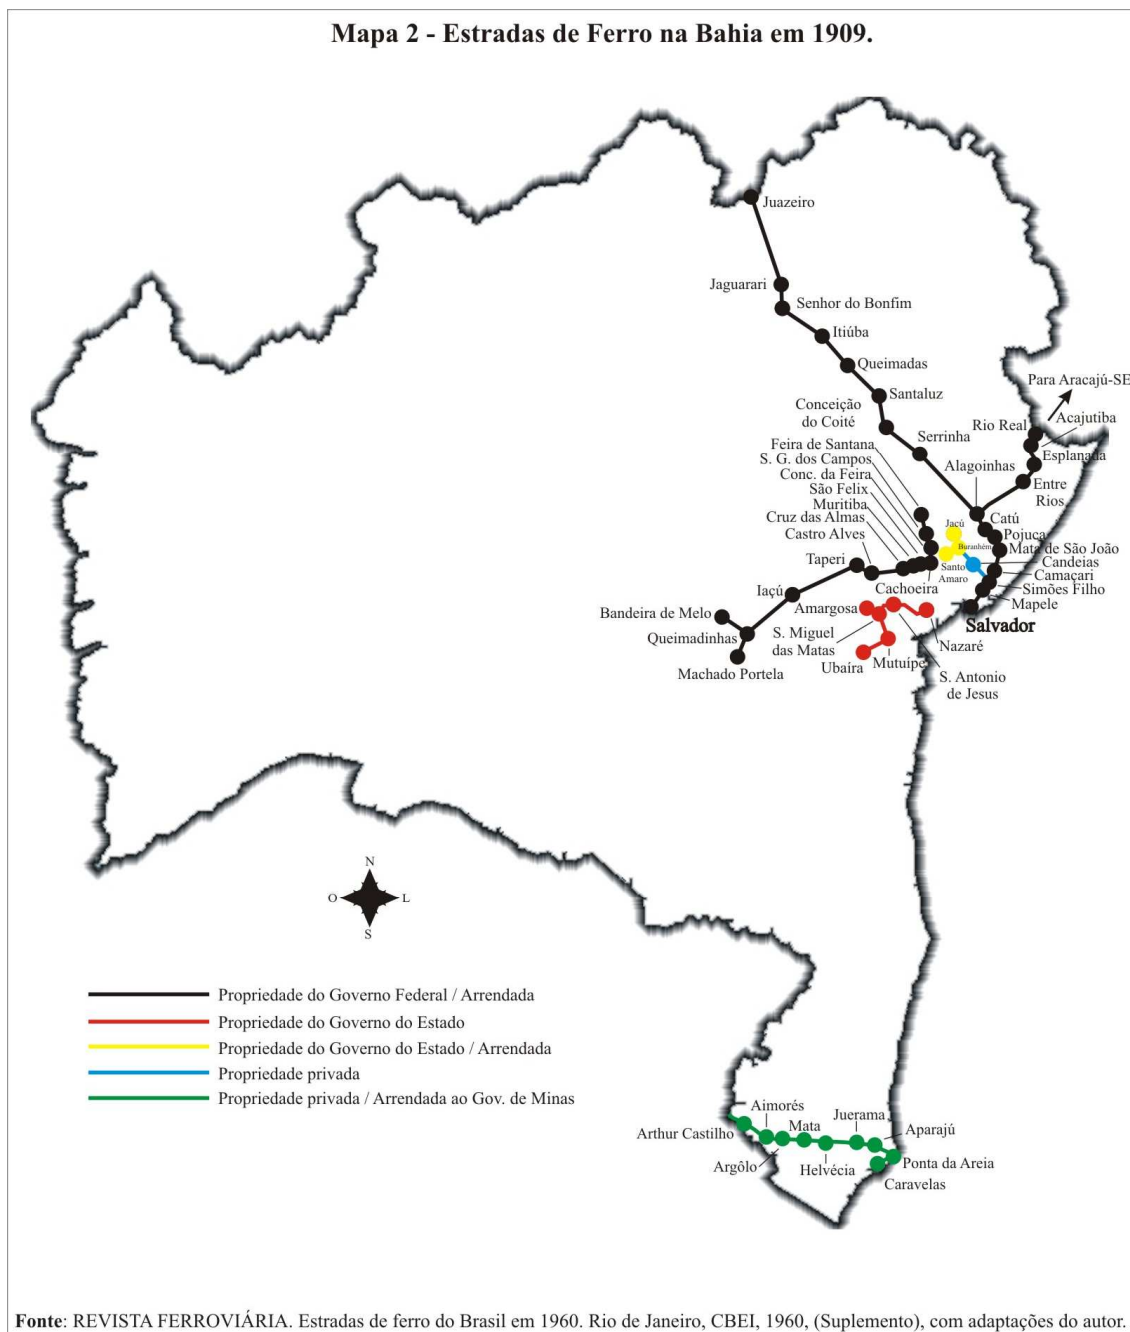 Mapa 2 - Estradas de Ferro na Bahia em 1909.
Juazeiro
Jaguarari
Senhor do Bonfim
Itiúba
Queimadas
Para Aracajú-SE
Santaluz
Conceição
do Coité
Acajutiba
Rio Real
Serrinha
Feira de Santana
Esplanada
S. G. dos Campos
Alagoinhas
Conc. da Feira
Entre
Rios
São Felix
Muritiba
Cruz das Almas
Catú
Jacú
Castro Alves
Pojuca
Buranhém
Mata de São João
Taperi
Candeias
Santo
Amaro
Camaçari
Cachoeira
Simões Filho
Iaçú
Mapele
Amargosa
Bandeira de Melo
Salvador
S. Miguel
das Matas
Queimadinhas
Nazaré
Ubaíra
Mutuípe
Machado Portela
S. Antonio
de Jesus
N
O
L
S
Propriedade do Governo Federal / Arrendada
Propriedade do Governo do Estado
Propriedade do Governo do Estado / Arrendada
Propriedade privada
Propriedade privada / Arrendada ao Gov. de Minas
Aimorés
Juerama
Arthur Castilho
Mata
Aparajú
Argôlo
Helvécia
Ponta da Areia
Caravelas
Fonte: REVISTA FERROVIÁRIA. Estradas de ferro do Brasil em 1960. Rio de Janeiro, CBEI, 1960, (Suplemento), com adaptações do autor.